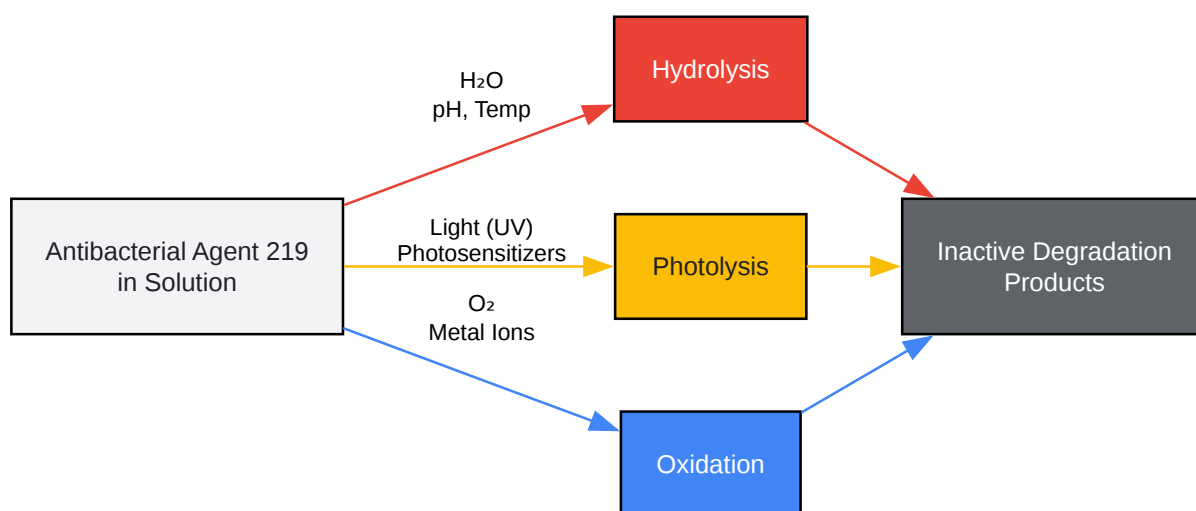 H₂O
pH, Temp
Hydrolysis
Antibacterial Agent 219
in Solution
Light (UV)
Photosensitizers
Photolysis
Inactive Degradation
Products
O₂
Metal Ions
Oxidation